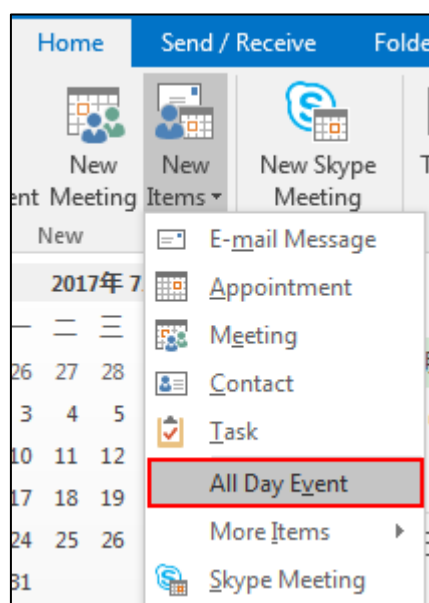 Home Send / Receive Folde
New Meeting
New Items
New Skype Meeting
New
2017年 7
一 二 三
26 27 28
3 4 5
10 11 12
17 18 19
24 25 26
31
E-mail Message
Appointment
Meeting
Contact
Task
All Day Event
More Items
Skype Meeting